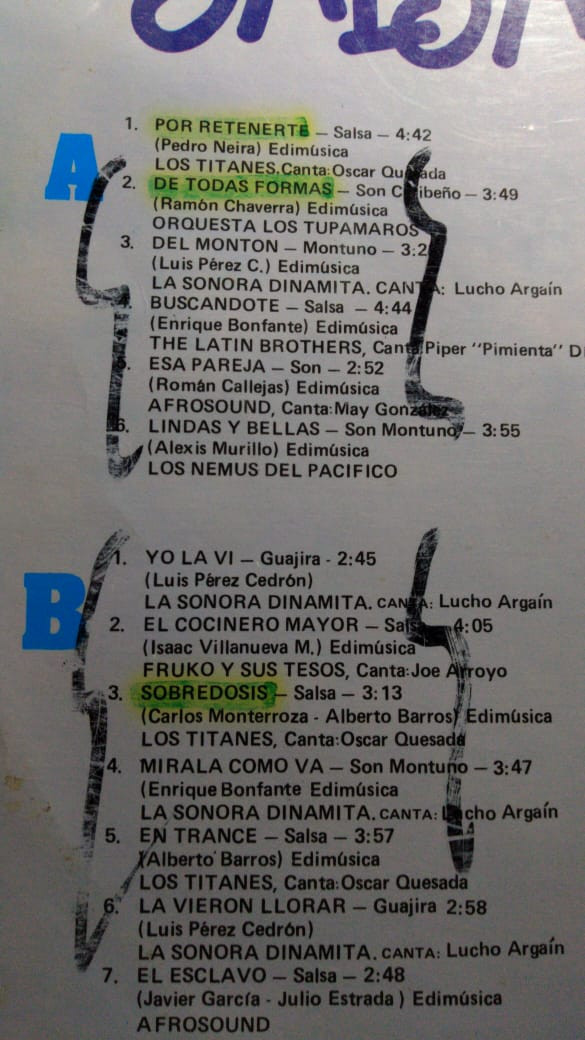 A
1. POR RETENERTE – Salsa – 4:42
(Pedro Neira) Edimúsica
LOS TITANES, Canta: Oscar Quesada
2. DE TODAS FORMAS – Son Caribeño – 3:49
(Ramón Chaverra) Edimúsica
ORQUESTA LOS TUPAMAROS
3. DEL MONTON – Montuno –
(Luis Pérez C.) Edimúsica
LA SONORA DINAMITA. CANTA: Lucho Argaín
BUSCANDOTE – Salsa – 4:44
(Enrique Bonfante) Edimúsica
THE LATIN BROTHERS, Canta: Piper "Pimienta" D
5. ESA PAREJA – Son – 2:52
(Román Callejas) Edimúsica
AFROSOUND, Canta: May González
6. LINDAS Y BELLAS – Son Montuno – 3:55
(Alexis Murillo) Edimúsica
LOS NEMUS DEL PACIFICO
B
1. YO LA VI – Guajira - 2:45
(Luis Pérez Cedrón)
LA SONORA DINAMITA. CANTA: Lucho Argaín
2. EL COCINERO MAYOR – Salsa – 4:05
(Isaac Villanueva M.) Edimúsica
FRUKO Y SUS TESOS, Canta: Joe Arroyo
3. SOBREDOSIS – Salsa – 3:13
(Carlos Monterroza - Alberto Barros) Edimúsica
LOS TITANES, Canta: Oscar Quesada
4. MIRALA COMO VA – Son Montuno – 3:47
(Enrique Bonfante Edimúsica
LA SONORA DINAMITA. CANTA: Lucho Argaín
5. EN TRANCE – Salsa – 3:57
(Alberto Barros) Edimúsica
LOS TITANES, Canta: Oscar Quesada
6. LA VIERON LLORAR – Guajira 2:58
(Luis Pérez Cedrón)
LA SONORA DINAMITA. CANTA: Lucho Argaín
7. EL ESCLAVO – Salsa – 2:48
(Javier García - Julio Estrada ) Edimúsica
AFROSOUND